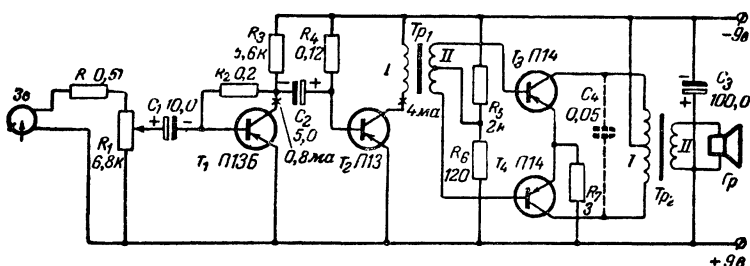 Зв
R 0,51
R₁
6,8к
C₁ 10,0
R₂ 0,2
R₃
5,6к
R₄
0,12
C₂
5,0
0,8ма
T₁ П13Б
T₂ П13
I
Тр₁
II
4ма
R₅
2к
R₆
120
T₃ П14
T₄ П14
C₄
0,05
R₇
3
I
Тр₂
II
C₃
100,0
Гр
-9в
+9в